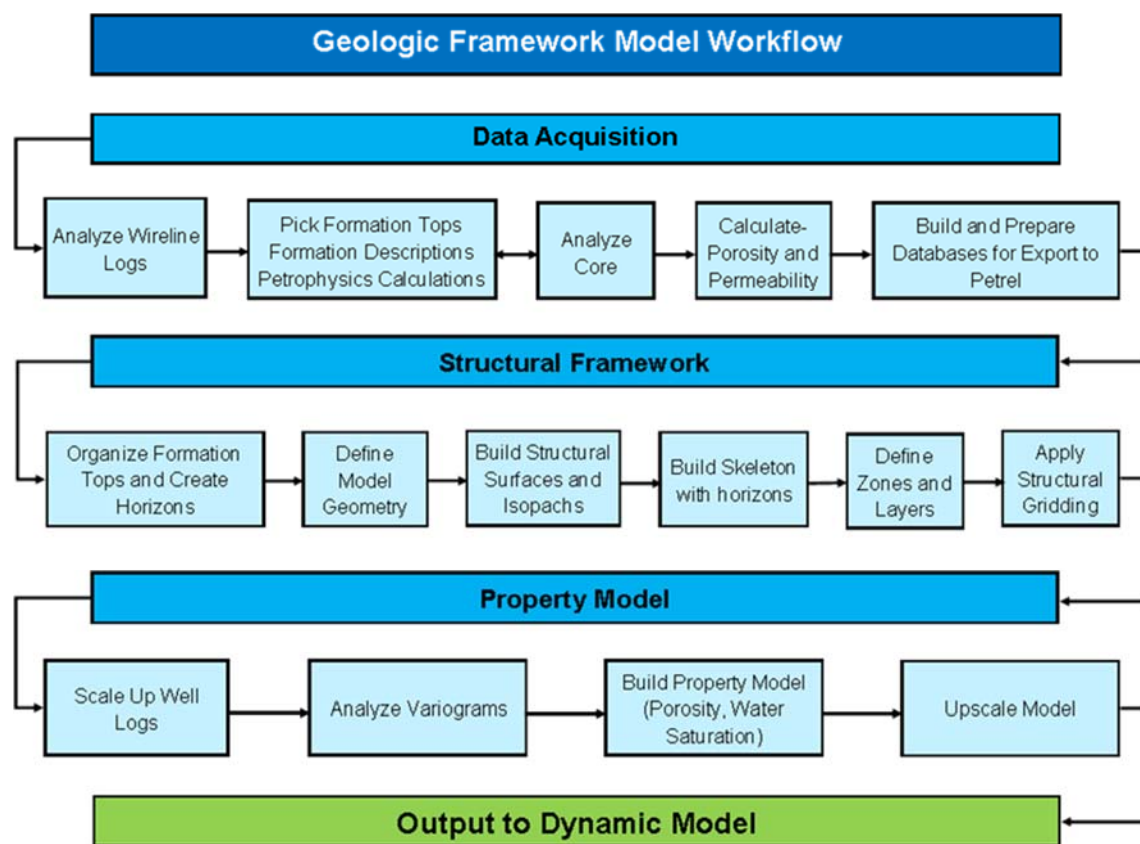 Geologic Framework Model Workflow
Data Acquisition
Analyze Wireline
Logs
Pick Formation Tops
Formation Descriptions
Petrophysics Calculations
Analyze
Core
Calculate-
Porosity and
Permeability
Build and Prepare
Databases for Export to
Petrel
Structural Framework
Organize Formation
Tops and Create
Horizons
Define
Model
Geometry
Build Structural
Surfaces and
Isopachs
Build Skeleton
with horizons
Define
Zones and
Layers
Apply
Structural
Gridding
Property Model
Scale Up Well
Logs
Analyze Variograms
Build Property Model
(Porosity, Water
Saturation)
Upscale Model
Output to Dynamic Model